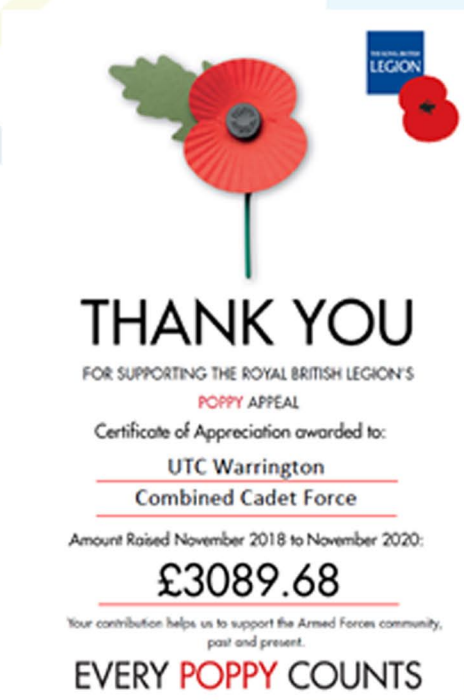 THE ROYAL BRITISH
LEGION
THANK YOU
FOR SUPPORTING THE ROYAL BRITISH LEGION'S
POPPY APPEAL
Certificate of Appreciation awarded to:
UTC Warrington
Combined Cadet Force
Amount Raised November 2018 to November 2020:
£3089.68
Your contribution helps us to support the Armed Forces community,
past and present.
EVERY POPPY COUNTS